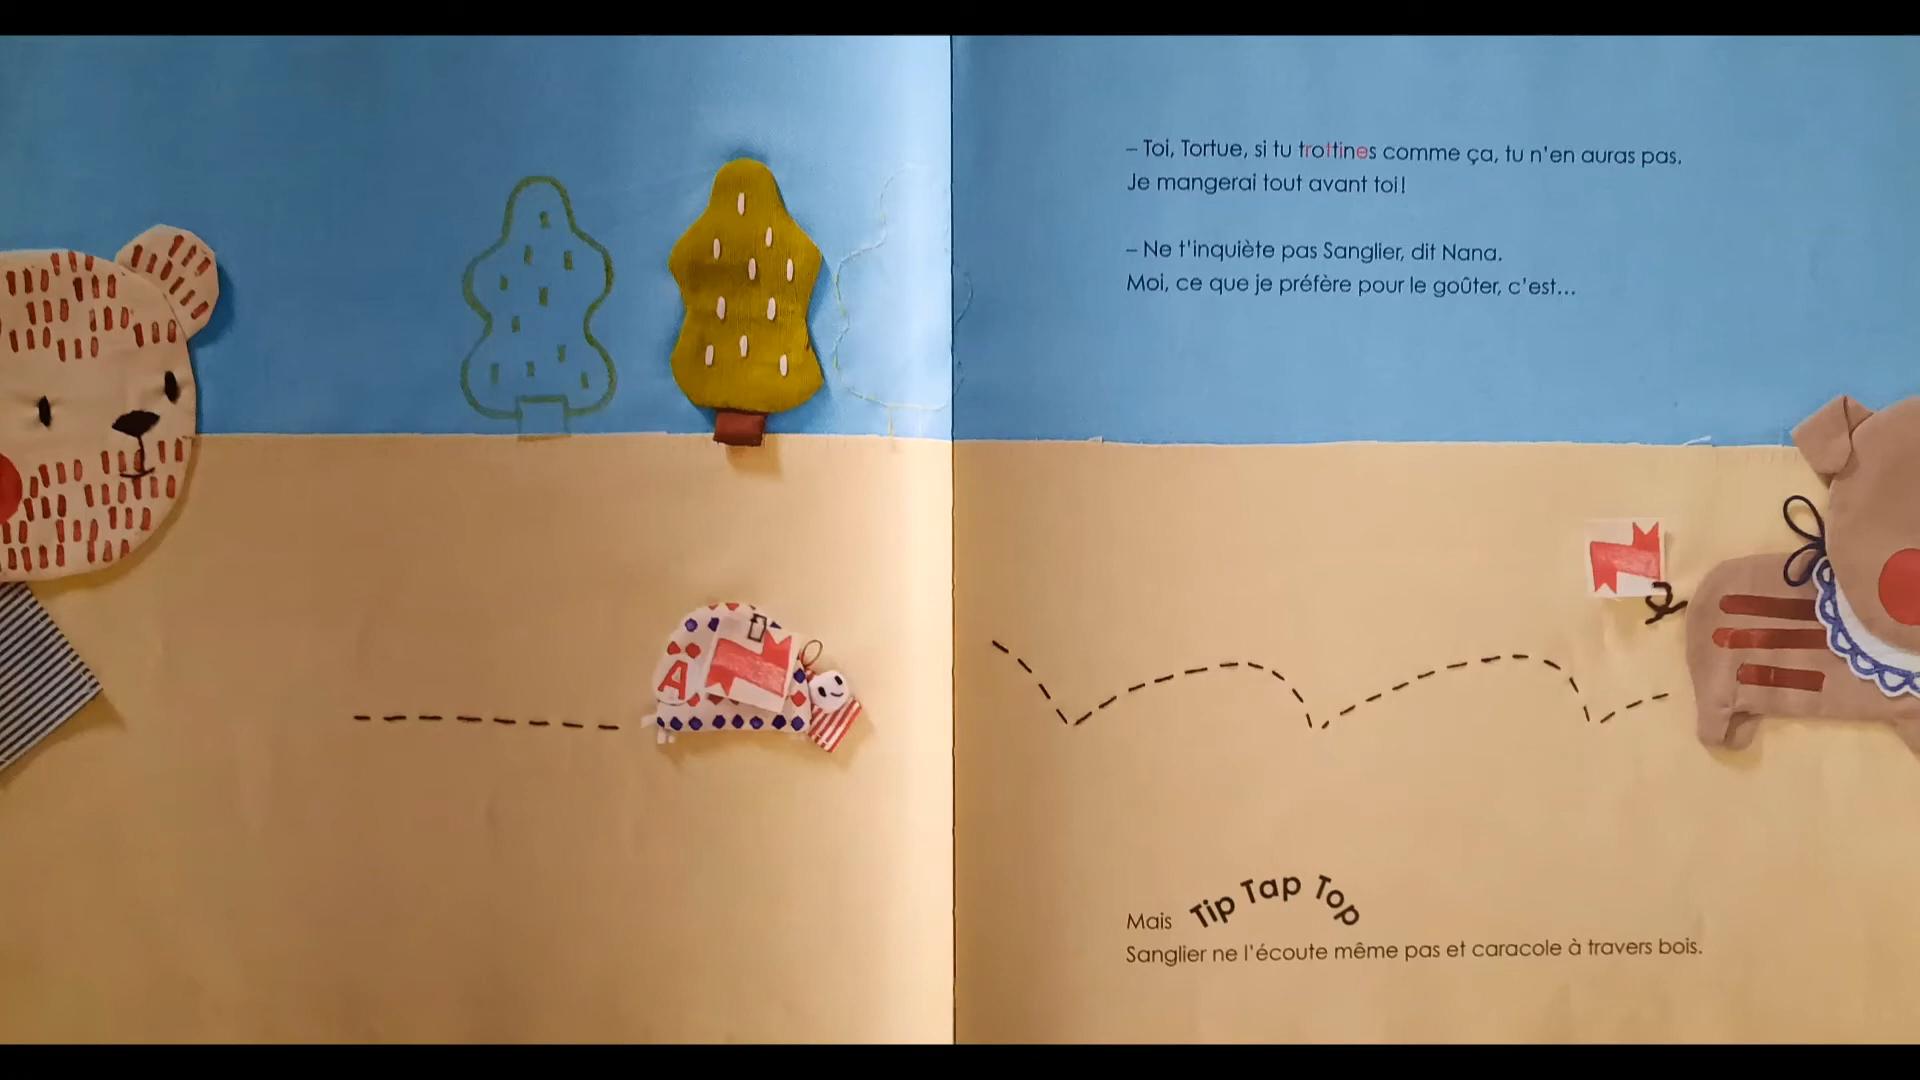 – Toi, Tortue, si tu trottines comme ça, tu n'en auras pas.
Je mangerai tout avant toi!
– Ne t'inquiète pas Sanglier, dit Nana.
Moi, ce que je préfère pour le goûter, c'est...
A
Mais Tip Tap Top
Sanglier ne l'écoute même pas et caracole à travers bois.